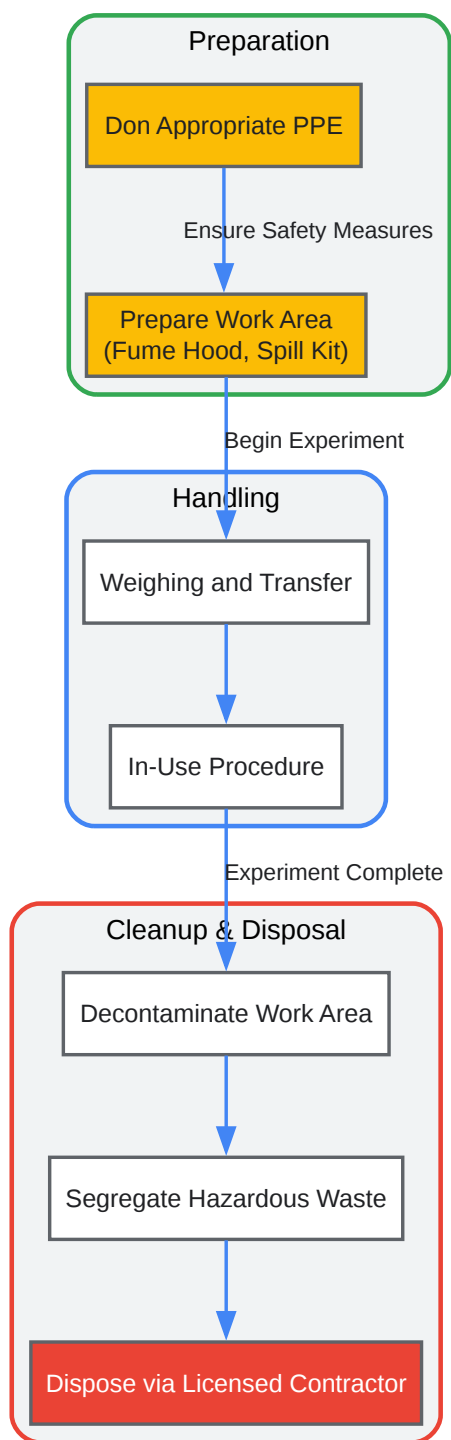 Preparation
Don Appropriate PPE
Ensure Safety Measures
Prepare Work Area
(Fume Hood, Spill Kit)
Begin Experiment
Handling
Weighing and Transfer
In-Use Procedure
Experiment Complete
Cleanup & Disposal
Decontaminate Work Area
Segregate Hazardous Waste
Dispose via Licensed Contractor